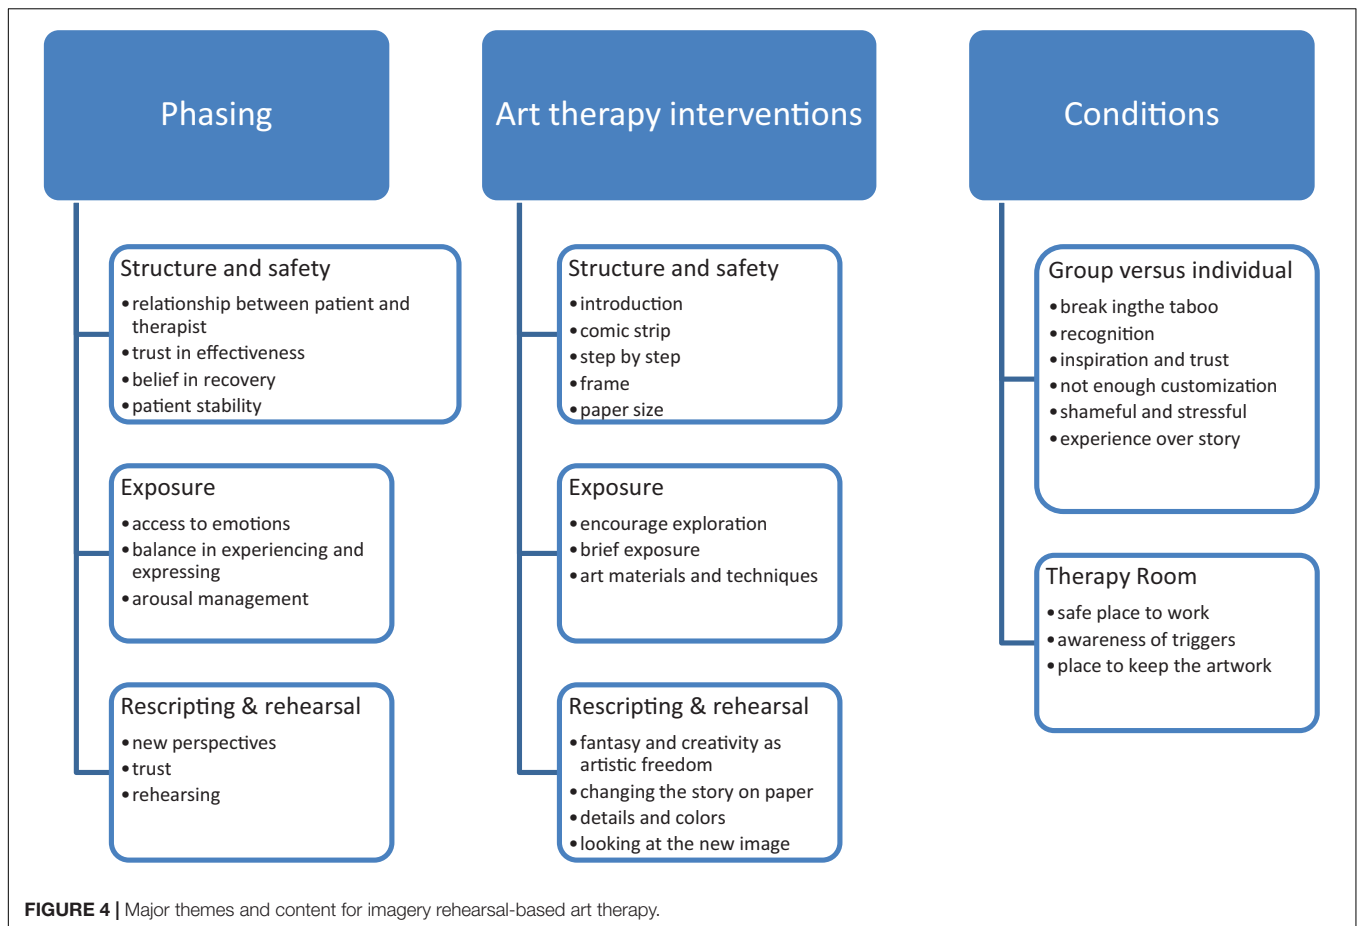 Phasing
Structure and safety
•relationship between patient and
therapist
•trust in effectiveness
•belief in recovery
•patient stability
Exposure
•access to emotions
•balance in experiencing and
expressing
•arousal management
Rescripting & rehearsal
•new perspectives
•trust
•rehearsing
Art therapy interventions
Structure and safety
•introduction
•comic strip
•step by step
•frame
•paper size
Exposure
•encourage exploration
•brief exposure
•art materials and techniques
Rescripting & rehearsal
•fantasy and creativity as
artistic freedom
•changing the story on paper
•details and colors
•looking at the new image
Conditions
Group versus individual
•break ingthe taboo
•recognition
•inspiration and trust
•not enough customization
•shameful and stressful
•experience over story
Therapy Room
•safe place to work
•awareness of triggers
•place to keep the artwork
FIGURE 4 | Major themes and content for imagery rehearsal-based art therapy.